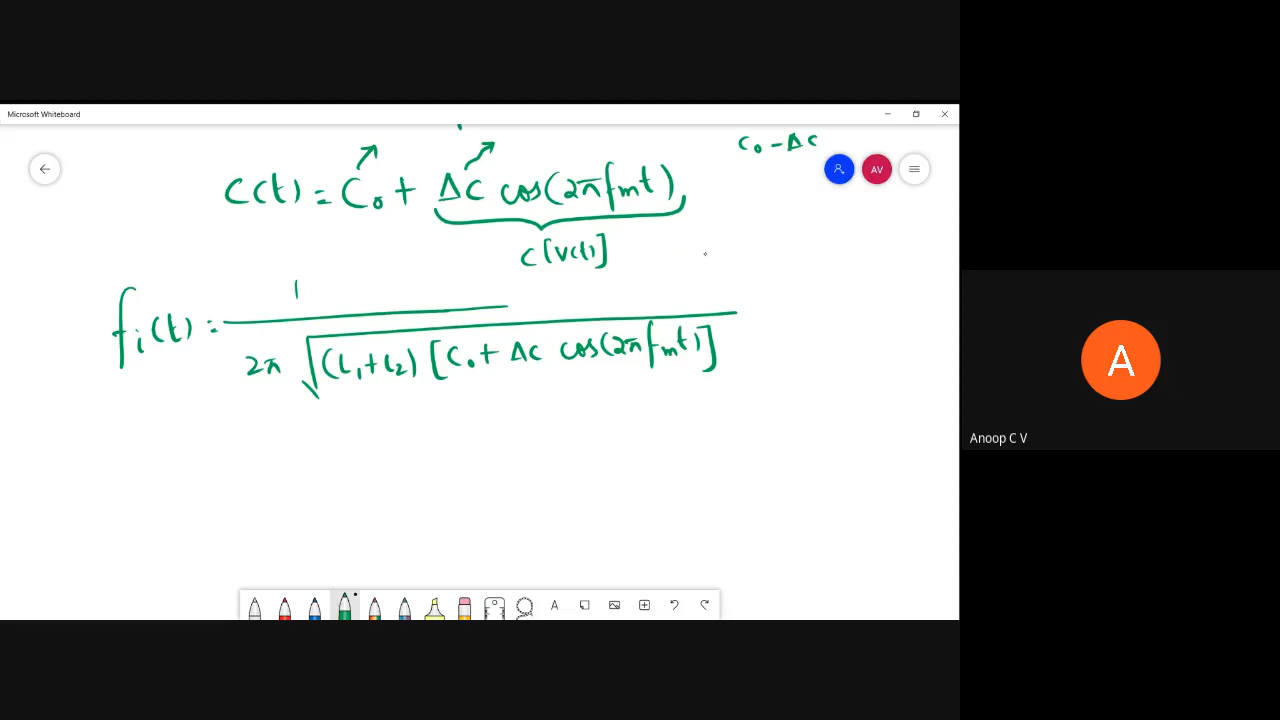 Microsoft Whiteboard
C₀ - ΔC
AV
C(t) = C₀ + ΔC cos(2πfmt)
C[V(t)]
fᵢ(t) = 1 / 2π √(L₁+L₂) [C₀ + ΔC cos(2πfmt)]
A
Anoop C V
A